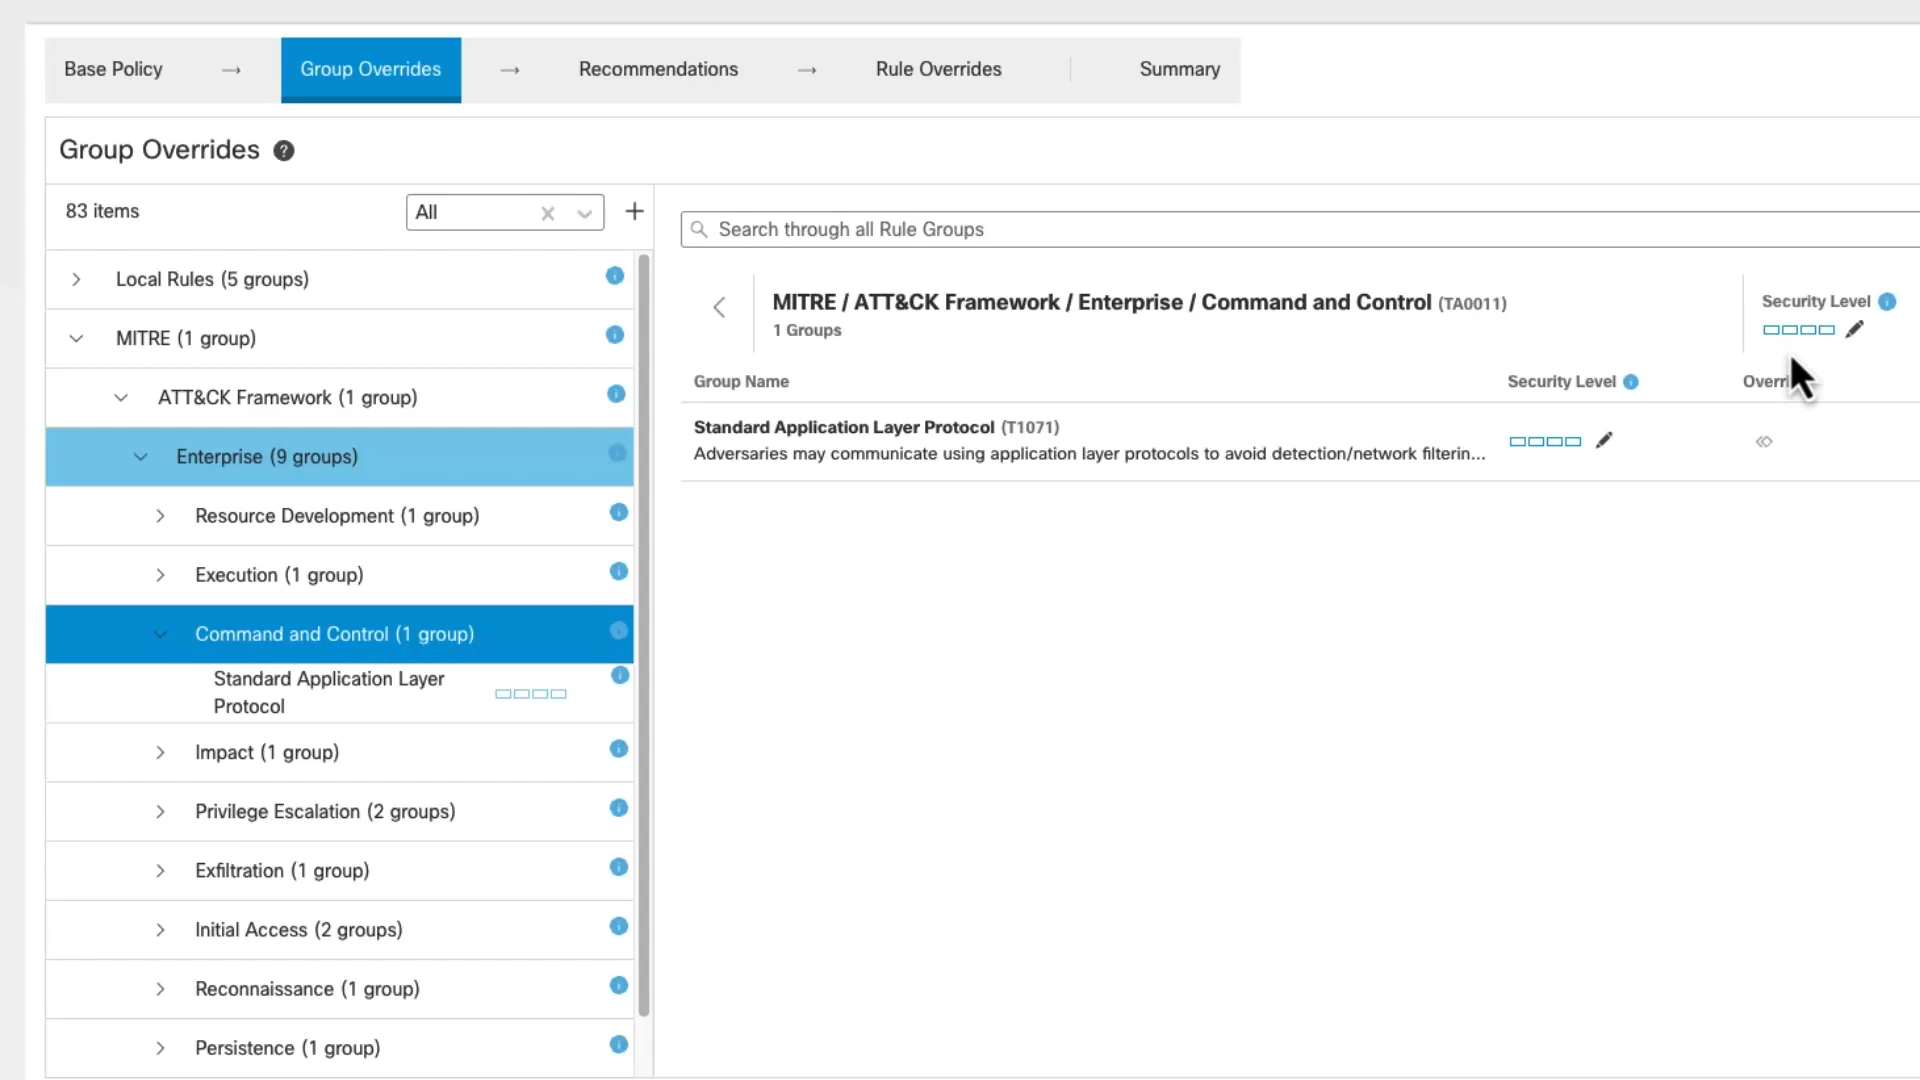 Base Policy → Group Overrides → Recommendations → Rule Overrides Summary
Group Overrides ?
83 items All
Search through all Rule Groups
Local Rules (5 groups)
MITRE (1 group)
ATT&CK Framework (1 group)
Enterprise (9 groups)
Resource Development (1 group)
Execution (1 group)
Command and Control (1 group)
Standard Application Layer
Protocol
Impact (1 group)
Privilege Escalation (2 groups)
Exfiltration (1 group)
Initial Access (2 groups)
Reconnaissance (1 group)
Persistence (1 group)
MITRE / ATT&CK Framework / Enterprise / Command and Control (TA0011)
1 Groups
Security Level
Group Name Security Level Overri
Standard Application Layer Protocol (T1071)
Adversaries may communicate using application layer protocols to avoid detection/network filterin...